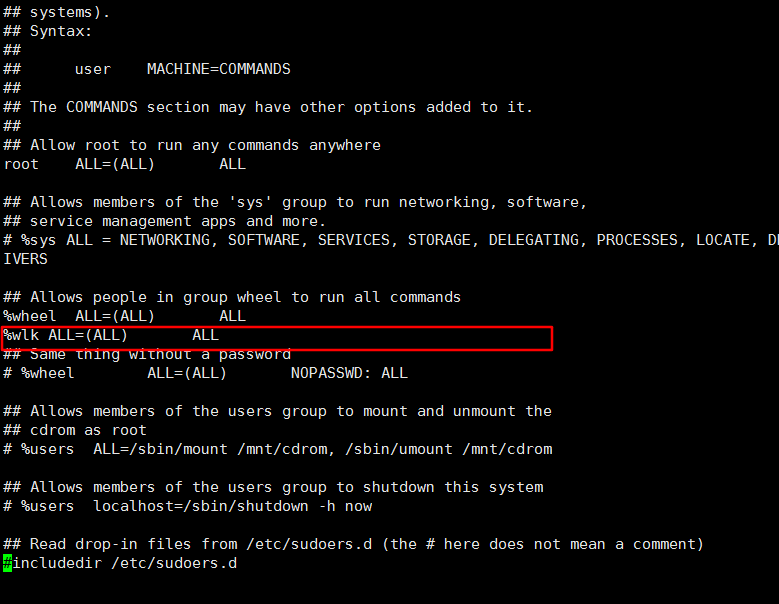 ## systems).
## Syntax:
##
##      user    MACHINE=COMMANDS
##
## The COMMANDS section may have other options added to it.
##
## Allow root to run any commands anywhere
root    ALL=(ALL)       ALL
## Allows members of the 'sys' group to run networking, software,
## service management apps and more.
# %sys ALL = NETWORKING, SOFTWARE, SERVICES, STORAGE, DELEGATING, PROCESSES, LOCATE, DR
IVERS
## Allows people in group wheel to run all commands
%wheel  ALL=(ALL)       ALL
%wlk ALL=(ALL)       ALL
## Same thing without a password
# %wheel        ALL=(ALL)       NOPASSWD: ALL
## Allows members of the users group to mount and unmount the
## cdrom as root
# %users  ALL=/sbin/mount /mnt/cdrom, /sbin/umount /mnt/cdrom
## Allows members of the users group to shutdown this system
# %users  localhost=/sbin/shutdown -h now
## Read drop-in files from /etc/sudoers.d (the # here does not mean a comment)
#includedir /etc/sudoers.d